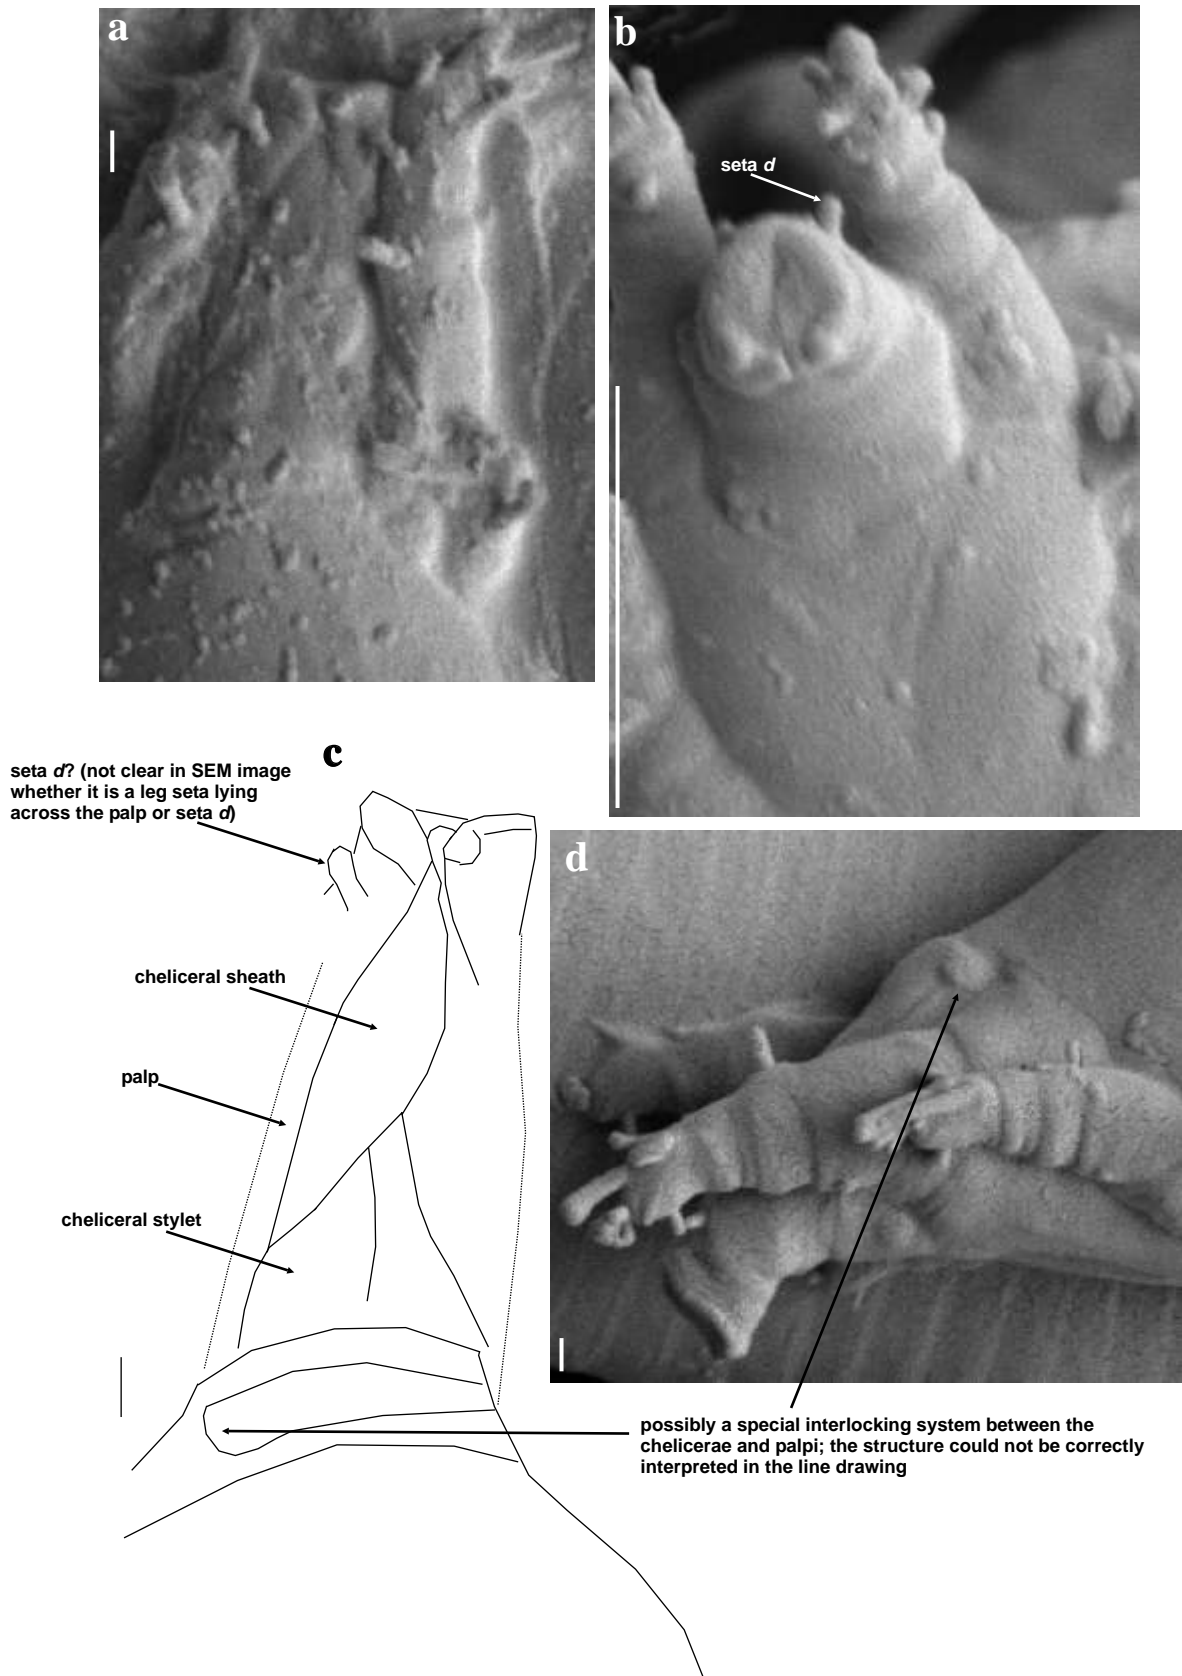 a
b
seta d
c
seta d? (not clear in SEM image
whether it is a leg seta lying
across the palp or seta d)
d
cheliceral sheath
palp
cheliceral stylet
possibly a special interlocking system between the
chelicerae and palpi; the structure could not be correctly
interpreted in the line drawing